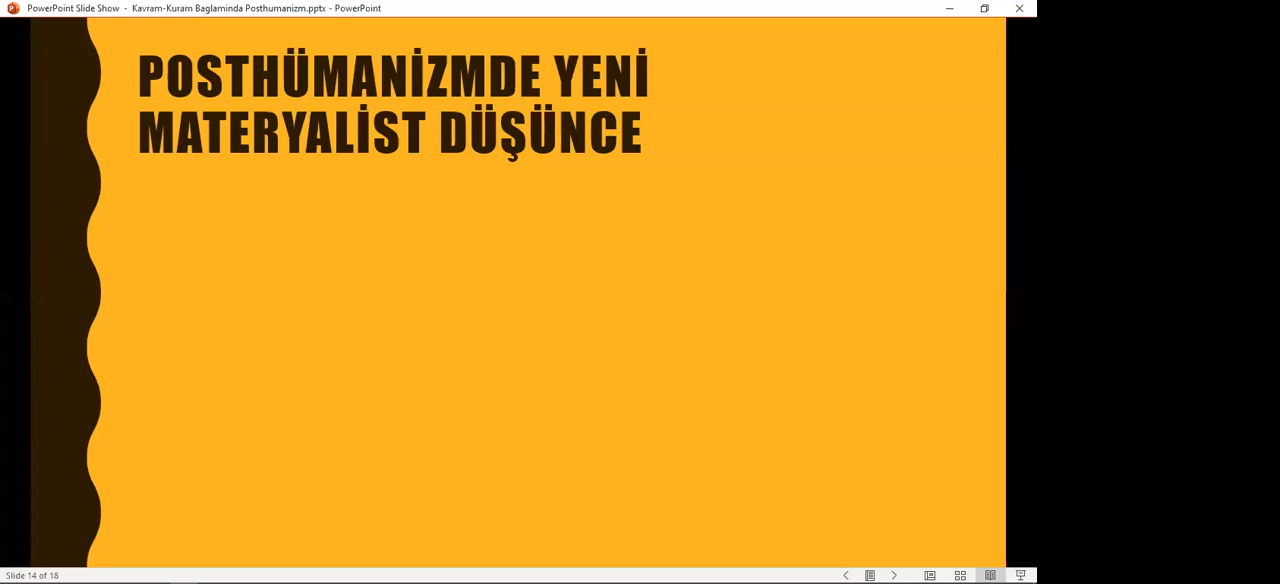 PowerPoint Slide Show - Kavram-Kuram Baglaminda Posthumanizm.pptx - PowerPoint
POSTHÜMANİZMDE YENİ
MATERYALİST DÜŞÜNCE
Slide 14 of 18